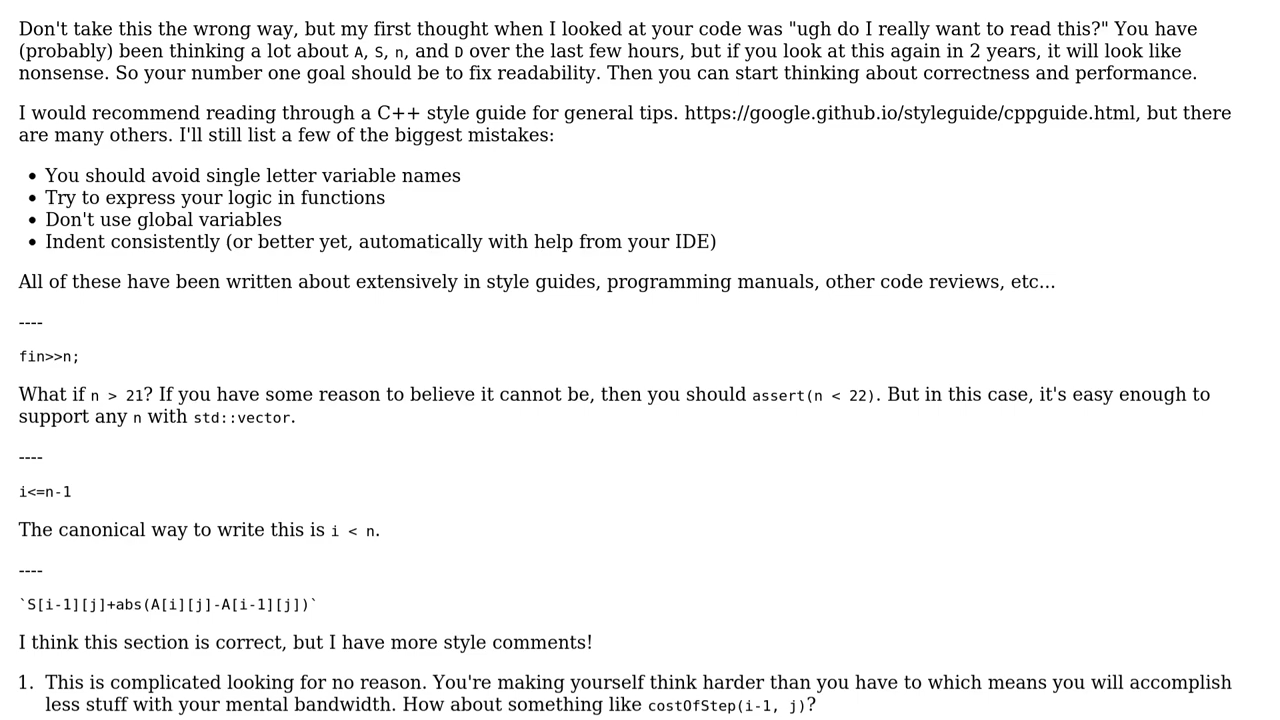 Don't take this the wrong way, but my first thought when I looked at your code was "ugh do I really want to read this?" You have
(probably) been thinking a lot about A, S, n, and D over the last few hours, but if you look at this again in 2 years, it will look like
nonsense. So your number one goal should be to fix readability. Then you can start thinking about correctness and performance.
I would recommend reading through a C++ style guide for general tips. https://google.github.io/styleguide/cppguide.html, but there
are many others. I'll still list a few of the biggest mistakes:
• You should avoid single letter variable names
• Try to express your logic in functions
• Don't use global variables
• Indent consistently (or better yet, automatically with help from your IDE)
All of these have been written about extensively in style guides, programming manuals, other code reviews, etc...
----
fin>>n;
What if n > 21? If you have some reason to believe it cannot be, then you should assert(n < 22). But in this case, it's easy enough to
support any n with std::vector.
----
i<=n-1
The canonical way to write this is i < n.
----
`S[i-1][j]+abs(A[i][j]-A[i-1][j])`
I think this section is correct, but I have more style comments!
1. This is complicated looking for no reason. You're making yourself think harder than you have to which means you will accomplish
less stuff with your mental bandwidth. How about something like costOfStep(i-1, j)?